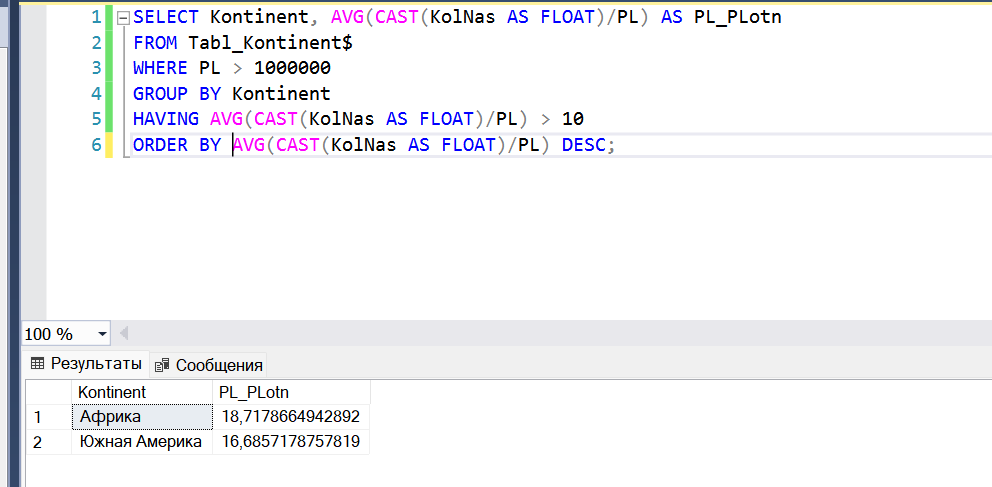 1 SELECT Kontinent, AVG(CAST(KolNas AS FLOAT)/PL) AS PL_PLotn
2 FROM Tabl_Kontinent$
3 WHERE PL > 1000000
4 GROUP BY Kontinent
5 HAVING AVG(CAST(KolNas AS FLOAT)/PL) > 10
6 ORDER BY AVG(CAST(KolNas AS FLOAT)/PL) DESC;
100 %
Результаты Сообщения
Kontinent PL_PLotn
1 Африка 18,7178664942892
2 Южная Америка 16,6857178757819